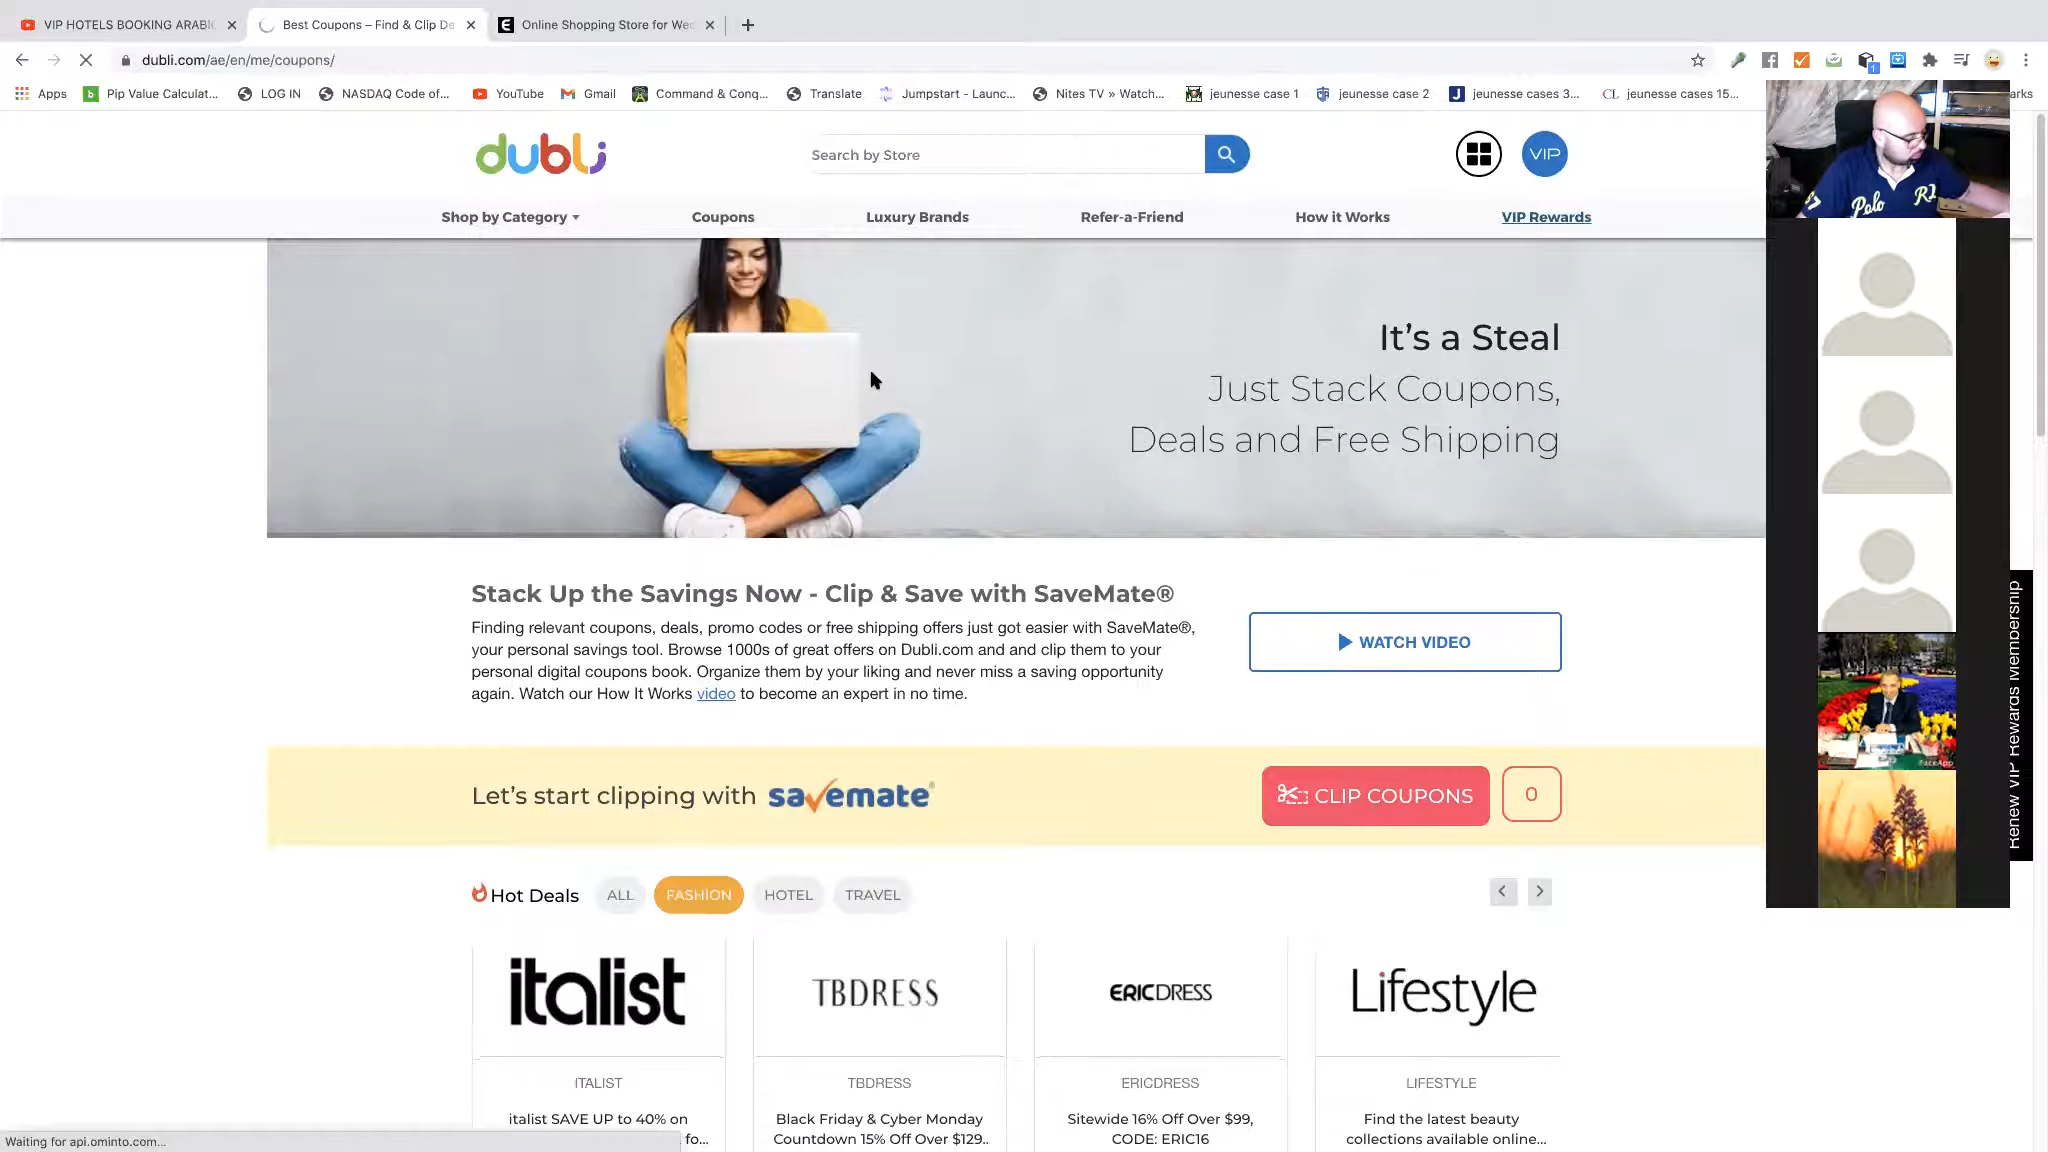 VIP HOTELS BOOKING ARABI
Best Coupons – Find & Clip De
Online Shopping Store for Wed
dubli.com/ae/en/me/coupons/
1
Apps
Pip Value Calculat...
LOG IN
NASDAQ Code of...
YouTube
Gmail
Command & Conq...
Translate
Jumpstart - Launc...
Nites TV » Watch...
jeunesse case 1
jeunesse case 2
jeunesse cases 3...
CL
jeunesse cases 15...
arks
dubli
Search by Store
VIP
Shop by Category
Coupons
Luxury Brands
Refer-a-Friend
How it Works
VIP Rewards
Polo
It's a Steal
Just Stack Coupons,
Deals and Free Shipping
Stack Up the Savings Now - Clip & Save with SaveMate®
Finding relevant coupons, deals, promo codes or free shipping offers just got easier with SaveMate®,
your personal savings tool. Browse 1000s of great offers on Dubli.com and and clip them to your
personal digital coupons book. Organize them by your liking and never miss a saving opportunity
again. Watch our How It Works video to become an expert in no time.
WATCH VIDEO
Renew VIP Rewards Membership
FaceApp
Let's start clipping with savemate®
CLIP COUPONS
0
Hot Deals
ALL
FASHION
HOTEL
TRAVEL
italist
TBDRESS
ERICDRESS
Lifestyle
ITALIST
TBDRESS
ERICDRESS
LIFESTYLE
italist SAVE UP to 40% on
fo...
Black Friday & Cyber Monday
Countdown 15% Off Over $129..
Sitewide 16% Off Over $99,
CODE: ERIC16
Find the latest beauty
collections available online...
Waiting for api.ominto.com...